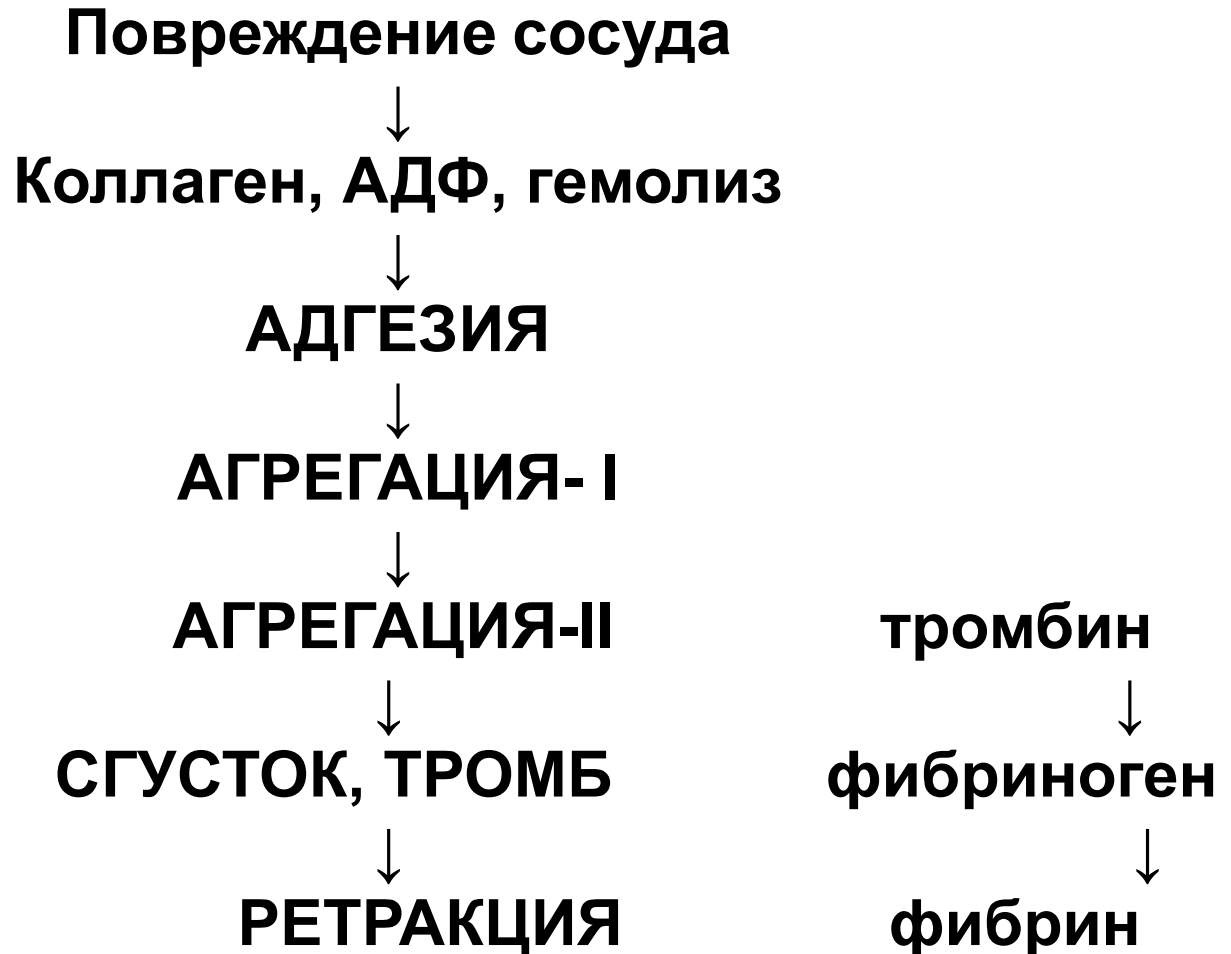 Повреждение сосуда
↓
Коллаген, АДФ, гемолиз
↓
АДГЕЗИЯ
↓
АГРЕГАЦИЯ- I
↓
АГРЕГАЦИЯ-II тромбин
↓ ↓
СГУСТОК, ТРОМБ фибриноген
↓ ↓
РЕТРАКЦИЯ фибрин